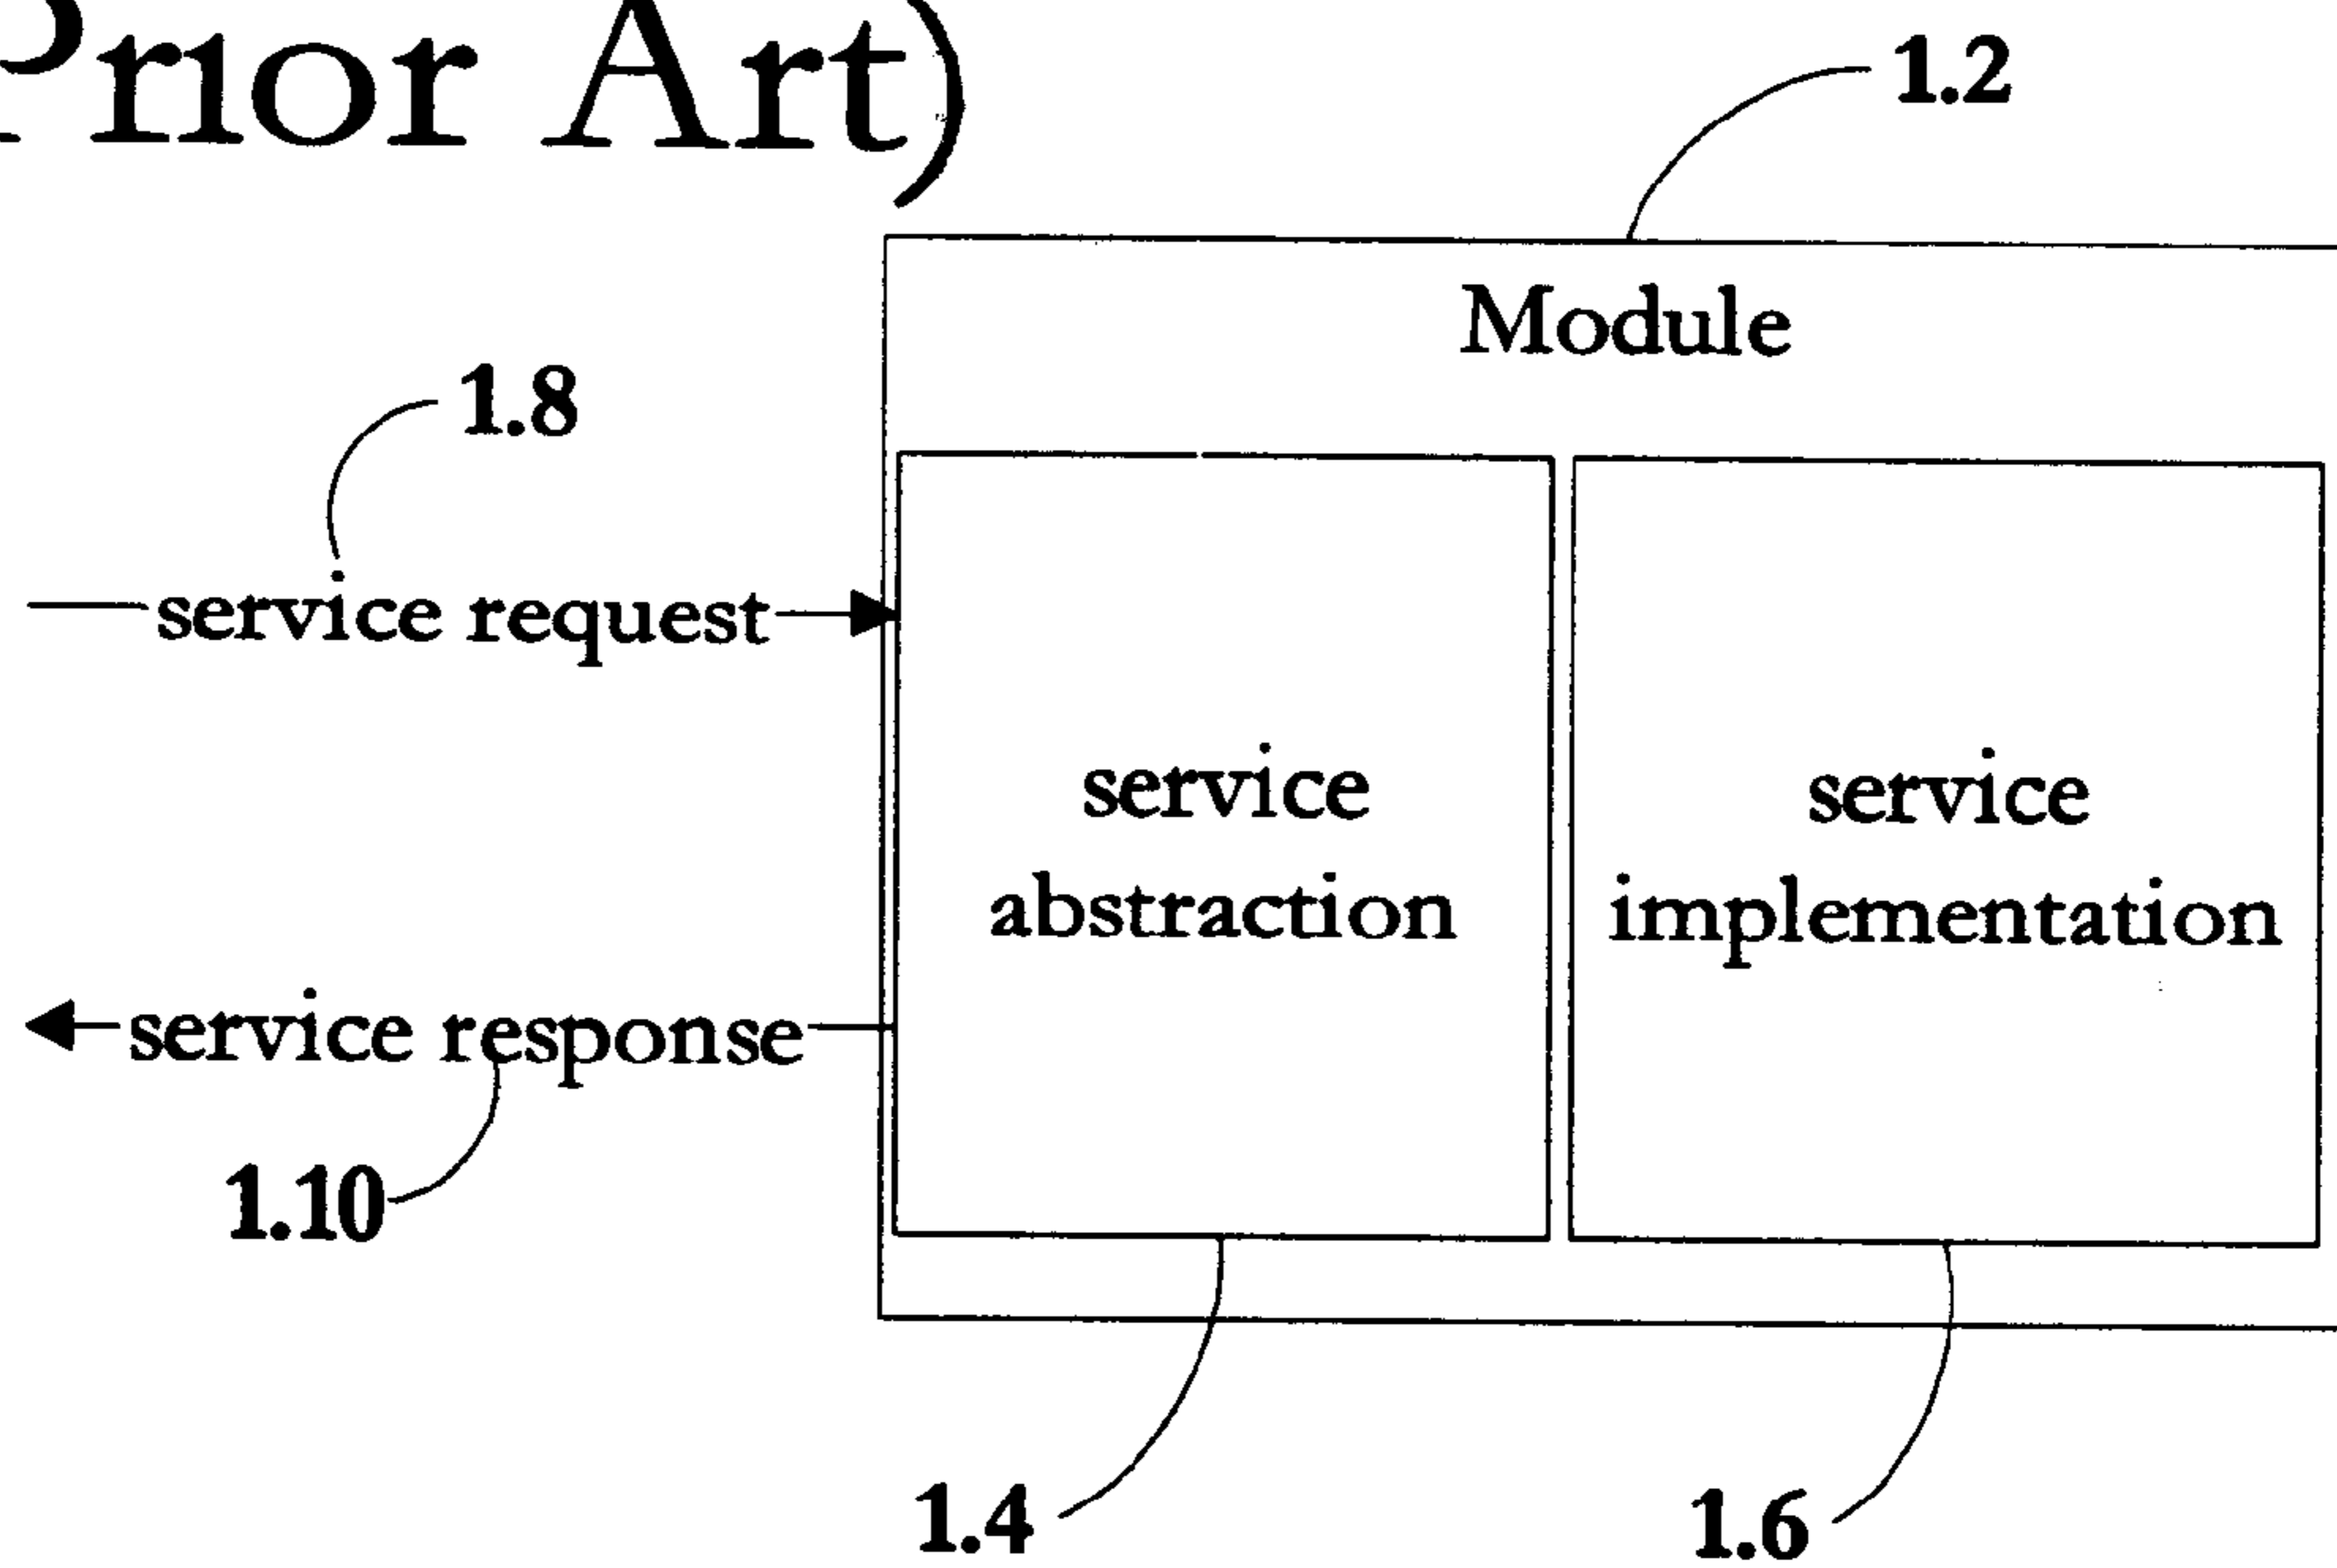 Prior Art)
1.2
Module
1.8
service request
service
abstraction
service
implementation
service response
1.10
1.4
1.6